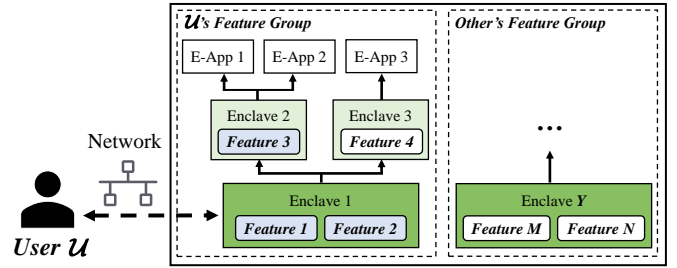 𝓤's Feature Group
Other's Feature Group
E-App 1
E-App 2
E-App 3
Enclave 2
Feature 3
Enclave 3
Feature 4
...
Network
Enclave 1
Feature 1
Feature 2
Enclave Y
Feature M
Feature N
User 𝓤